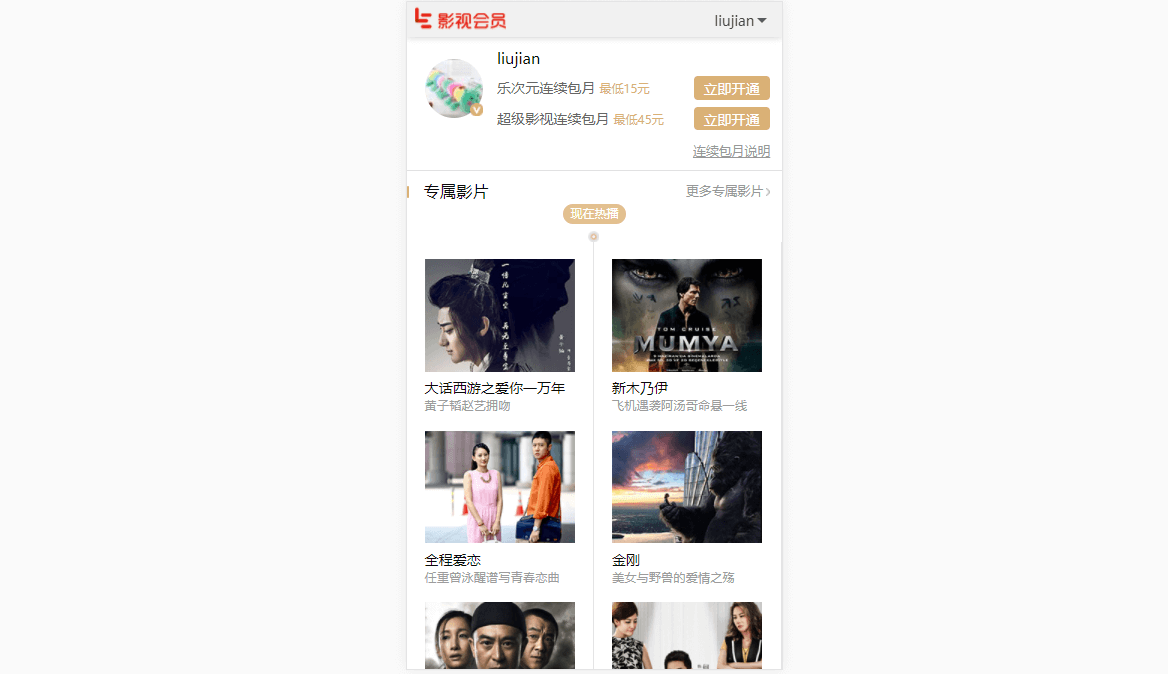 影视会员
liujian
liujian
乐次元连续包月 最低15元
立即开通
超级影视连续包月 最低45元
立即开通
连续包月说明
专属影片
更多专属影片
现在热播
TOM CRUISE
MUMYA
大话西游之爱你一万年
黄子韬赵艺拥吻
新木乃伊
飞机遇袭阿汤哥命悬一线
全程爱恋
任重曾泳醍谱写青春恋曲
金刚
美女与野兽的爱情之殇